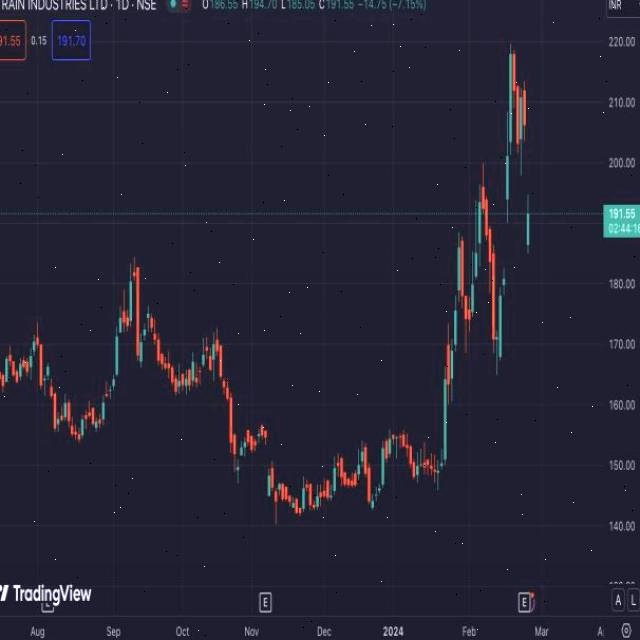 RAIN INDUSTRIES LTD · 1D · NSE O186.55 H194.70 L185.05 C191.55 −14.75 (−7.15%) INR
91.55 0.15 191.70
220.00
210.00
200.00
191.55
02:44:16
180.00
170.00
160.00
150.00
140.00
TradingView
E E E A L
Aug Sep Oct Nov Dec 2024 Feb Mar A